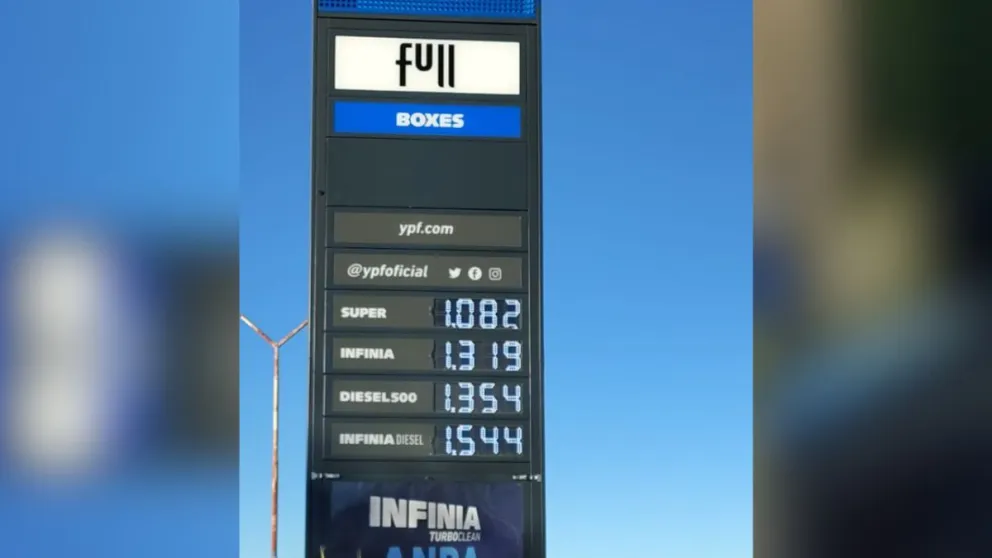 full
BOXES
ypf.com
@ypfoficial
SUPER 1.082
INFINIA 1.319
DIESEL500 1.354
INFINIA DIESEL 1.544
INFINIA
TURBOCLEAN